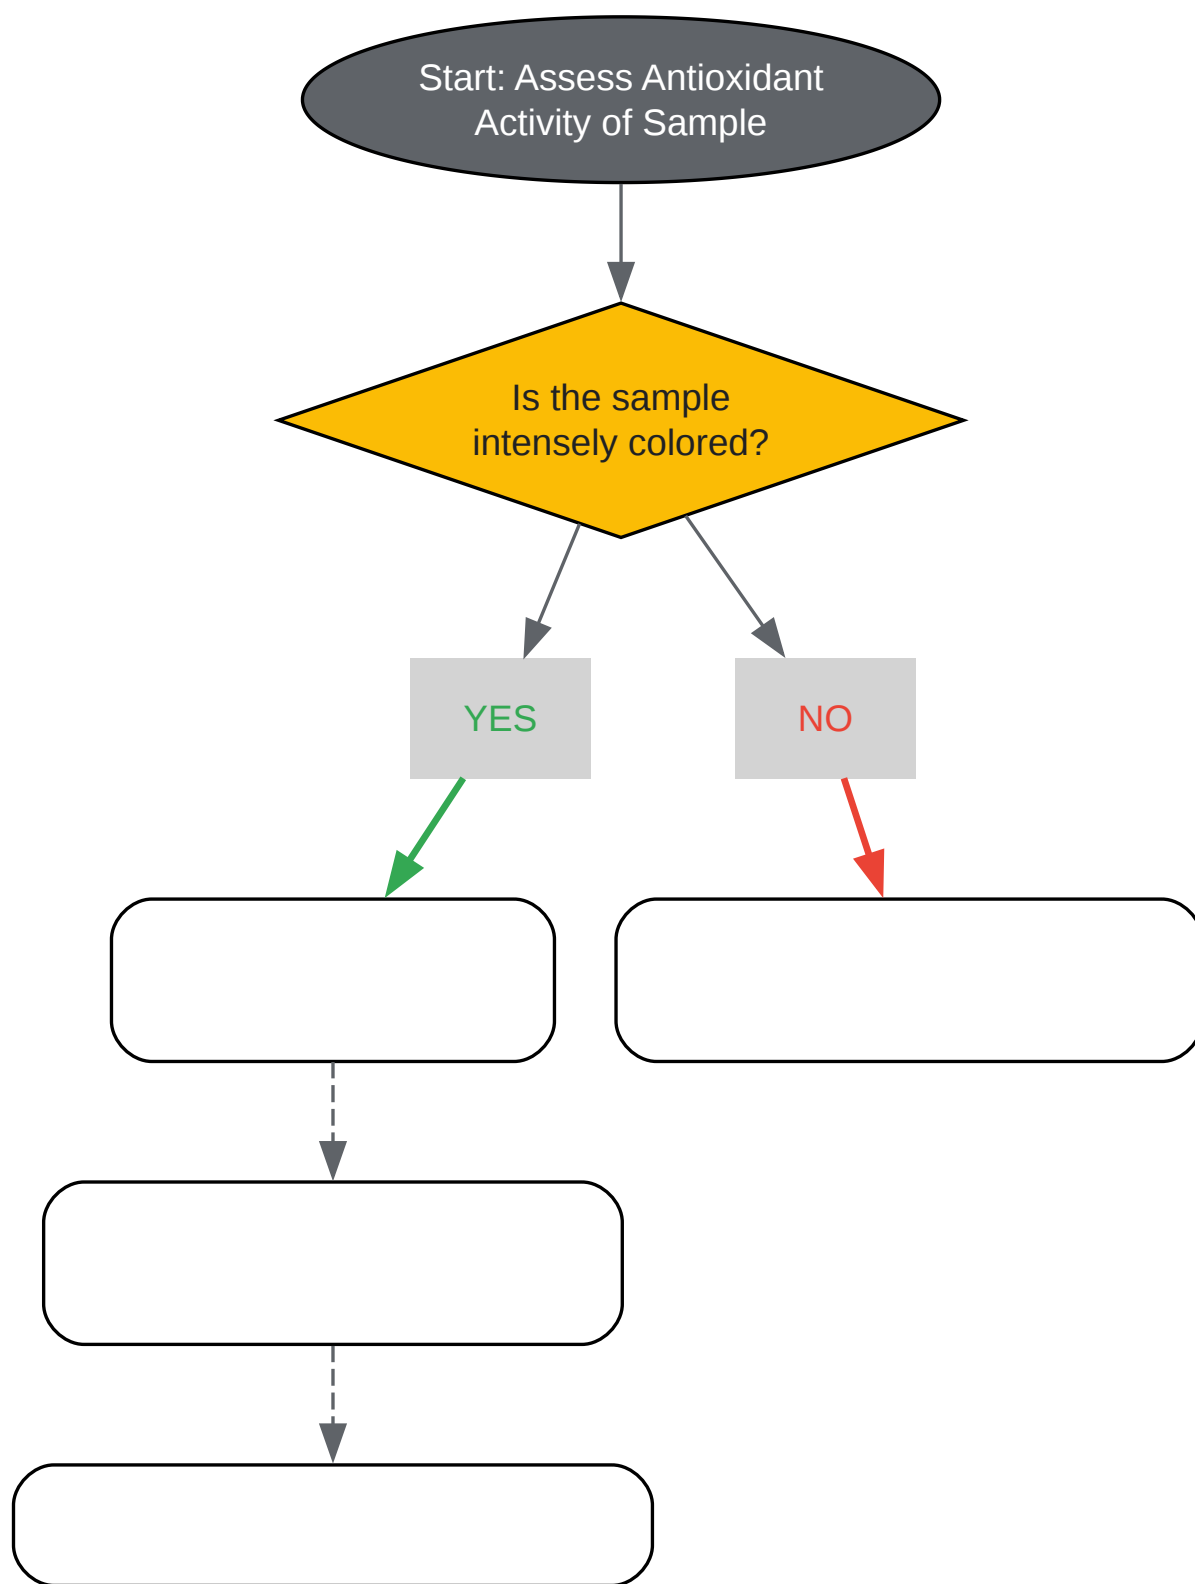 Start: Assess Antioxidant
Activity of Sample
Is the sample
intensely colored?
YES
NO